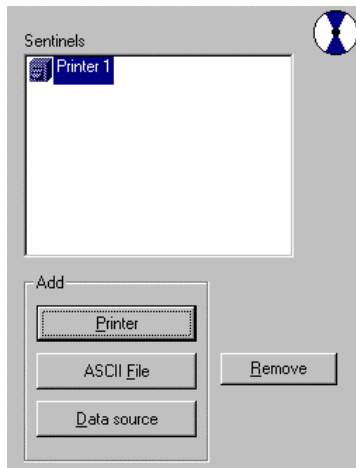 Sentinels
Printer 1
Add
Printer
ASCII File
Remove
Data source